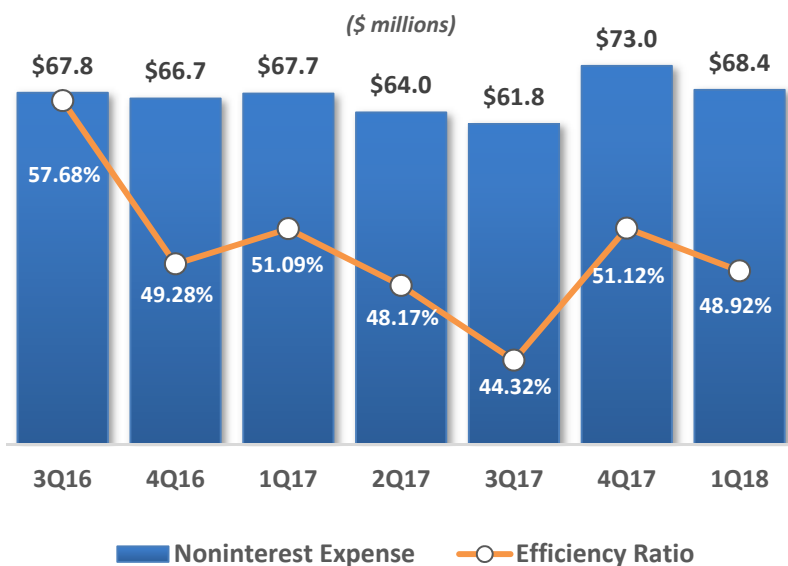 ($ millions)
$67.8 $66.7 $67.7 $64.0 $61.8 $73.0 $68.4
57.68% 49.28% 51.09% 48.17% 44.32% 51.12% 48.92%
3Q16 4Q16 1Q17 2Q17 3Q17 4Q17 1Q18
Noninterest Expense Efficiency Ratio